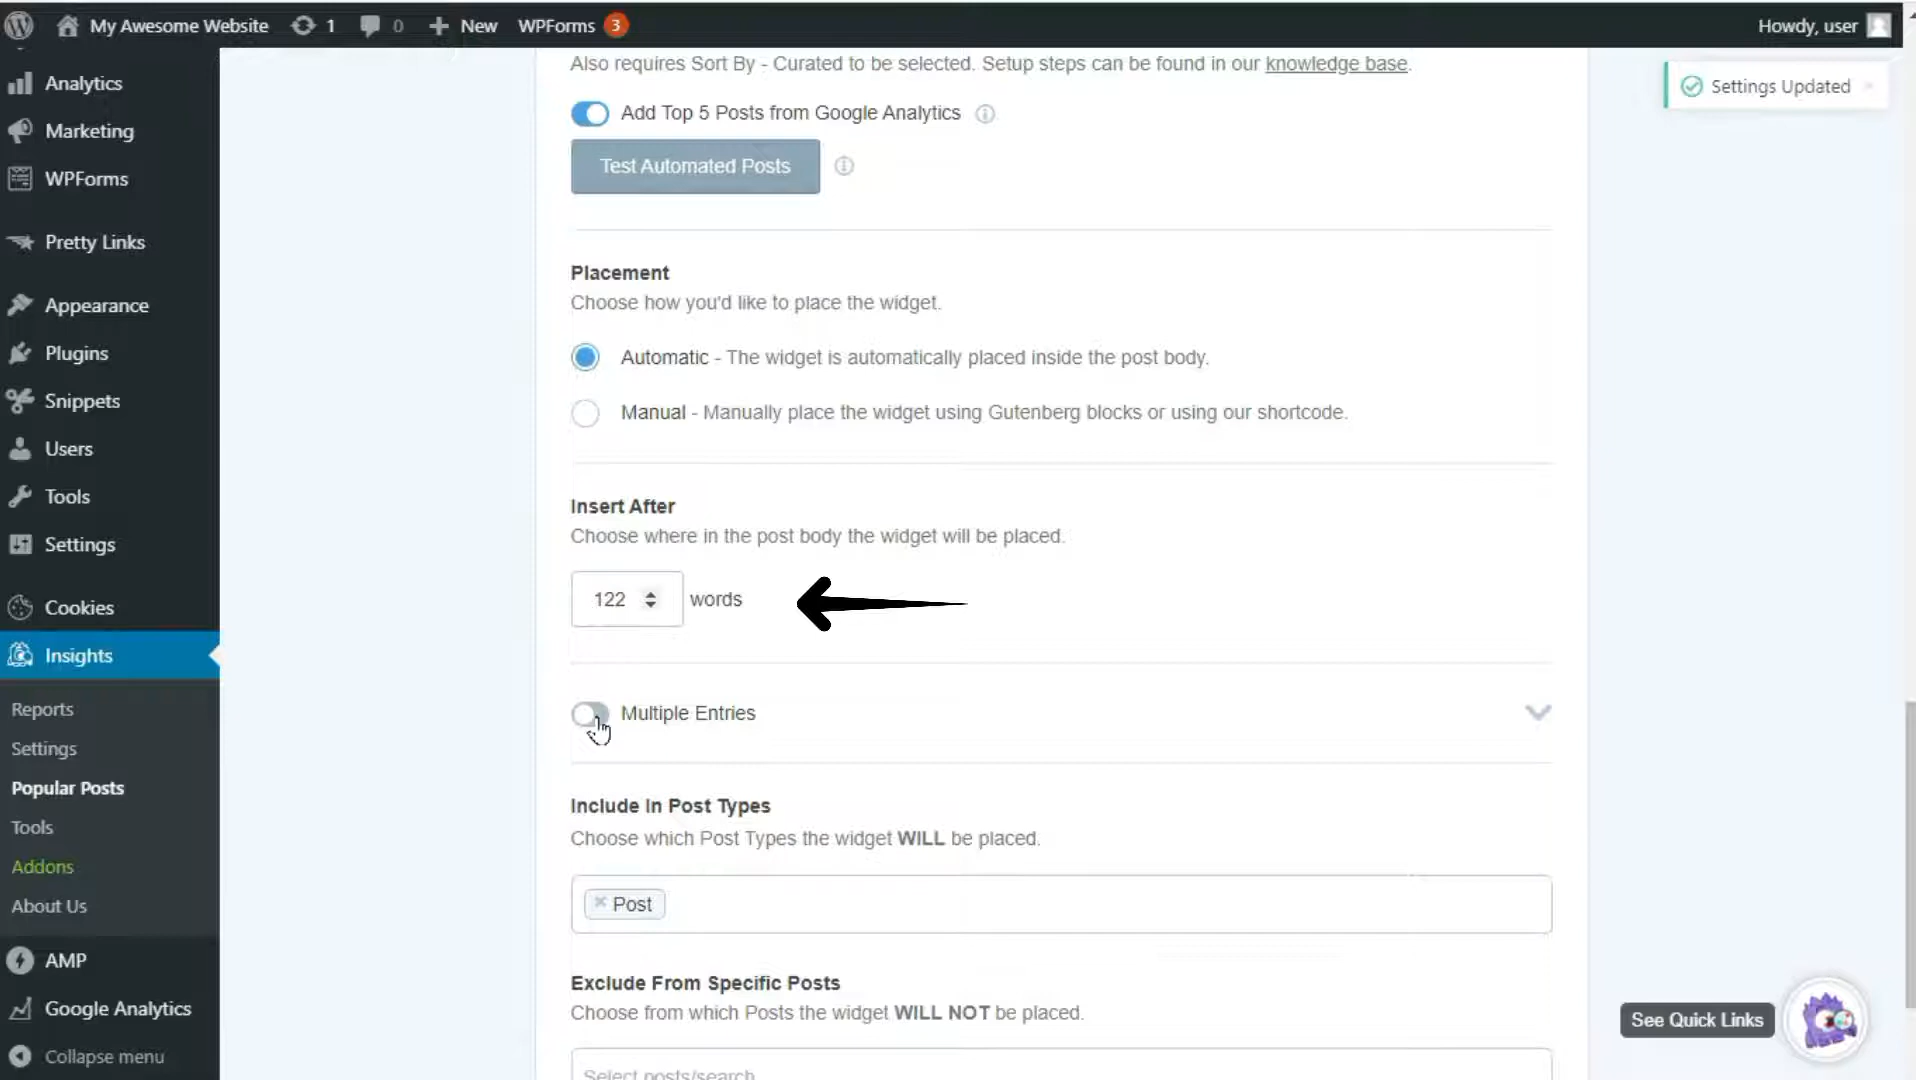 My Awesome Website 1 0 New WPForms 3 Howdy, user
Analytics
Marketing
WPForms
Pretty Links
Appearance
Plugins
Snippets
Users
Tools
Settings
Cookies
Insights
Reports
Settings
Popular Posts
Tools
Addons
About Us
AMP
Google Analytics
Collapse menu
Also requires Sort By - Curated to be selected. Setup steps can be found in our knowledge base.
Add Top 5 Posts from Google Analytics
Test Automated Posts
Placement
Choose how you'd like to place the widget.
Automatic - The widget is automatically placed inside the post body.
Manual - Manually place the widget using Gutenberg blocks or using our shortcode.
Insert After
Choose where in the post body the widget will be placed.
122 words
Multiple Entries
Include in Post Types
Choose which Post Types the widget WILL be placed.
× Post
Exclude From Specific Posts
Choose from which Posts the widget WILL NOT be placed.
Select posts/search
Settings Updated ×
See Quick Links